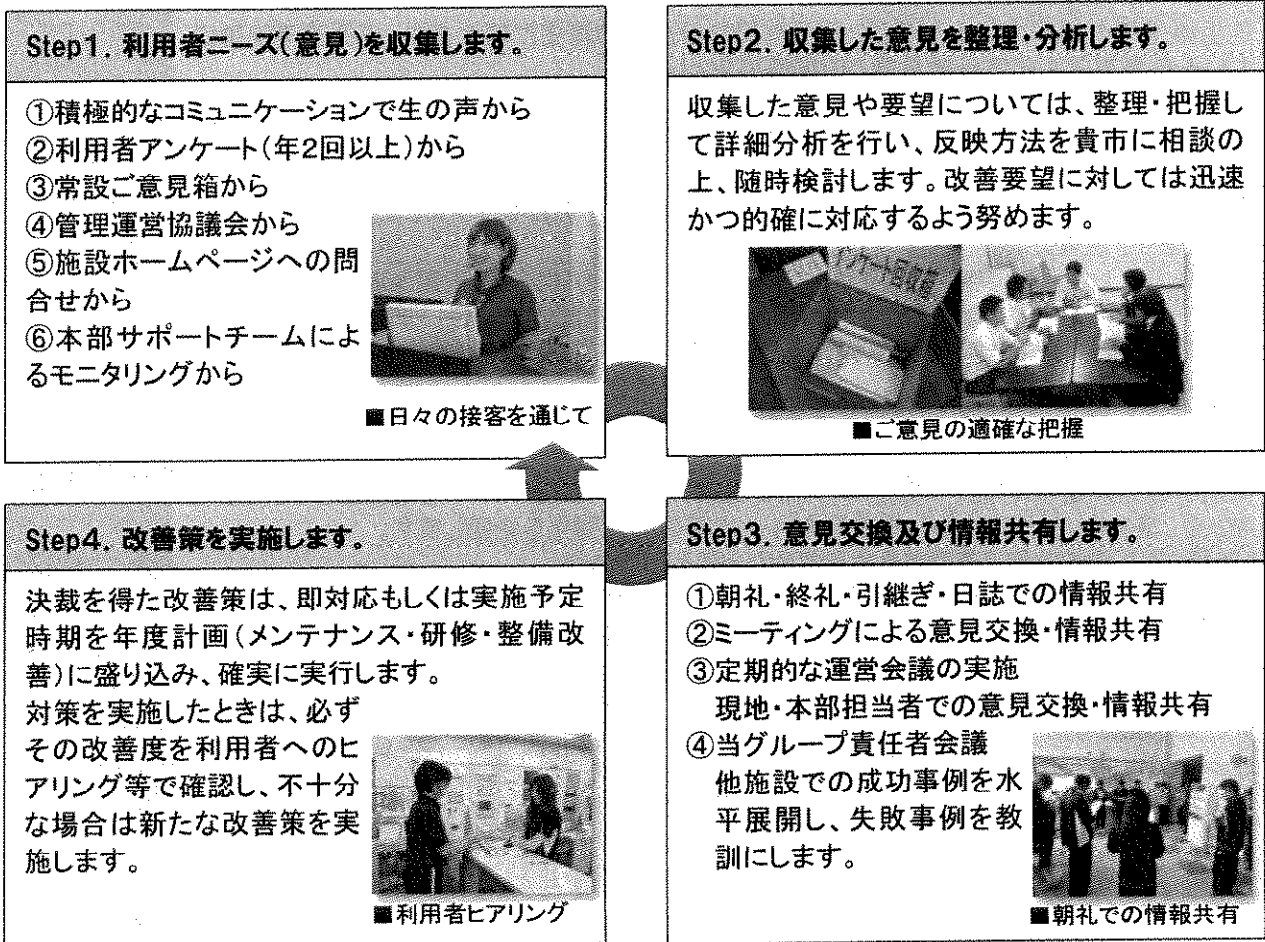 Step1. 利用者ニーズ(意見)を収集します。
①積極的なコミュニケーションで生の声から
②利用者アンケート(年2回以上)から
③常設ご意見箱から
④管理運営協議会から
⑤施設ホームページへの問
合せから
⑥本部サポートチームによ
るモニタリングから
■日々の接客を通じて
Step2. 収集した意見を整理・分析します。
収集した意見や要望については、整理・把握し
て詳細分析を行い、反映方法を貴市に相談の
上、随時検討します。改善要望に対しては迅速
かつ的確に対応するよう努めます。
アンケート回収箱
■ご意見の適確な把握
Step3. 意見交換及び情報共有します。
①朝礼・終礼・引継ぎ・日誌での情報共有
②ミーティングによる意見交換・情報共有
③定期的な運営会議の実施
現地・本部担当者での意見交換・情報共有
④当グループ責任者会議
他施設での成功事例を水
平展開し、失敗事例を教
訓にします。
■朝礼での情報共有
Step4. 改善策を実施します。
決裁を得た改善策は、即対応もしくは実施予定
時期を年度計画(メンテナンス・研修・整備改
善)に盛り込み、確実に実行します。
対策を実施したときは、必ず
その改善度を利用者へのヒ
アリング等で確認し、不十分
な場合は新たな改善策を実
施します。
■利用者ヒアリング